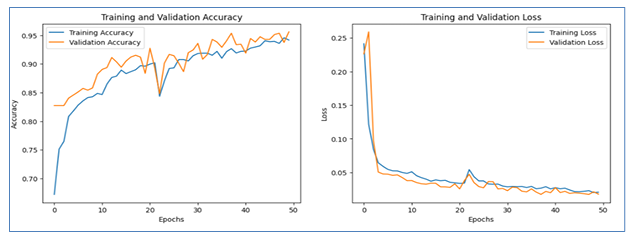 Training and Validation Accuracy
Training Accuracy
Validation Accuracy
0.95
0.90
0.85
0.80
0.75
0.70
Accuracy
0
10
20
30
40
50
Epochs
Training and Validation Loss
Training Loss
Validation Loss
0.25
0.20
0.15
0.10
0.05
Loss
0
10
20
30
40
50
Epochs